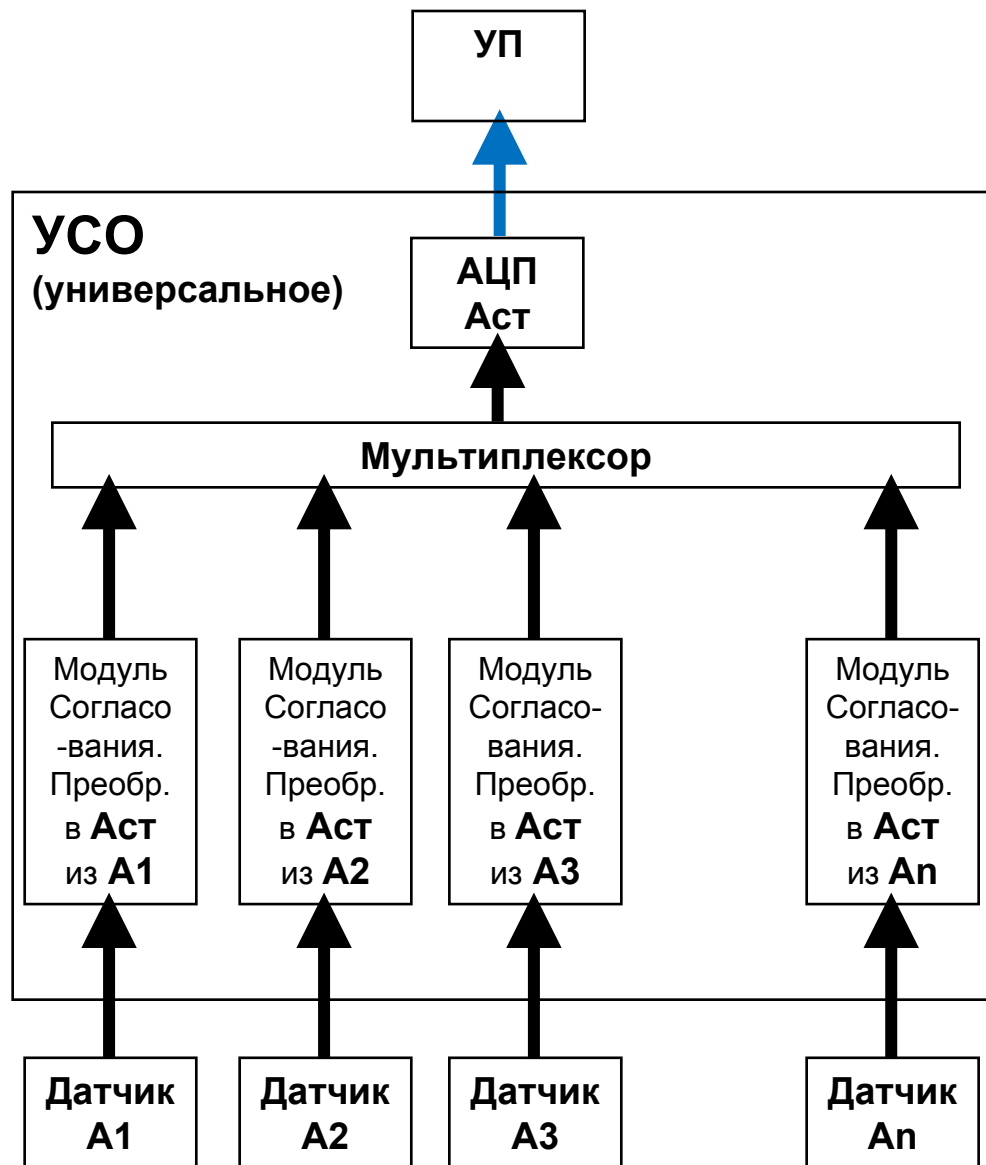 УП
УСО
(универсальное)
АЦП
Аст
Мультиплексор
Модуль
Согласо
-вания.
Преобр.
в Аст
из А1
Модуль
Согласо
-вания.
Преобр.
в Аст
из А2
Модуль
Согласо-
вания.
Преобр.
в Аст
из А3
Модуль
Согласо-
вания.
Преобр.
в Аст
из Аn
Датчик
А1
Датчик
А2
Датчик
А3
Датчик
Аn